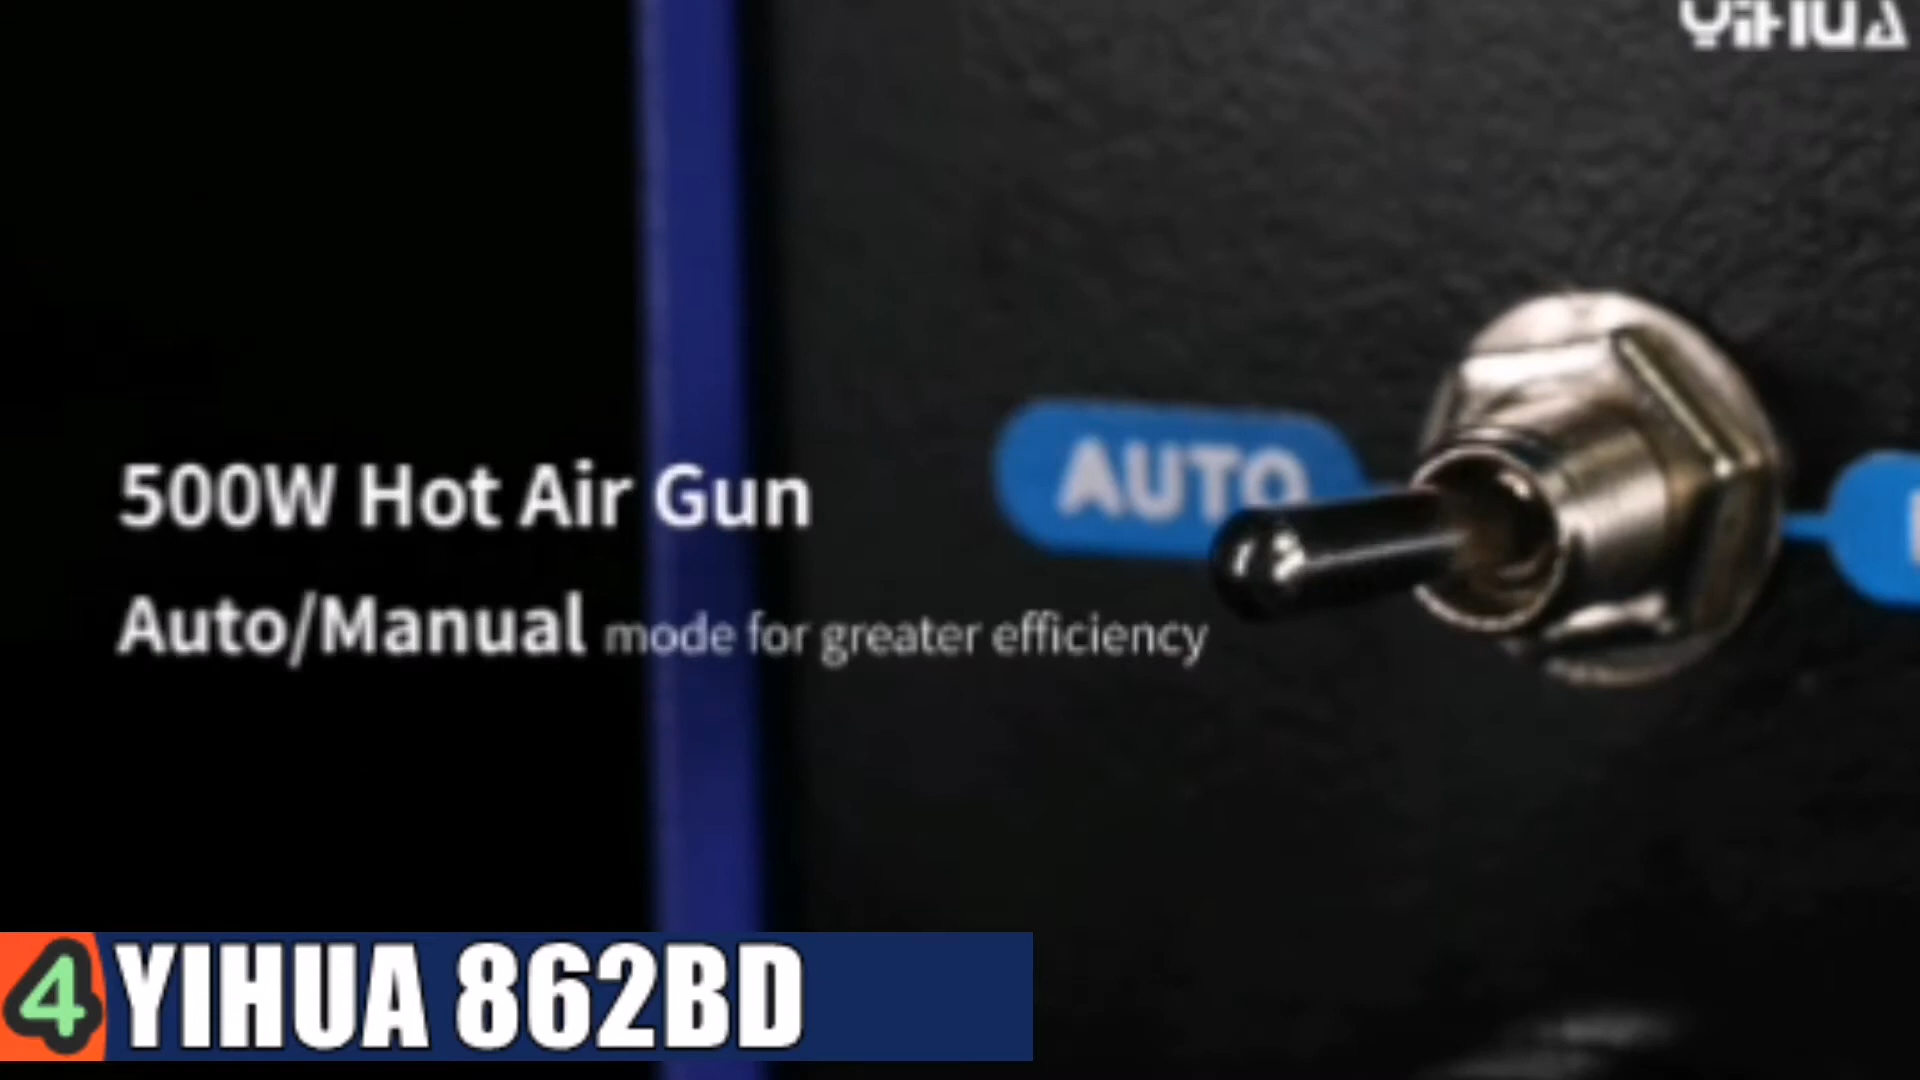 YIHUA
AUTO
500W Hot Air Gun
Auto/Manual mode for greater efficiency
4 YIHUA 862BD